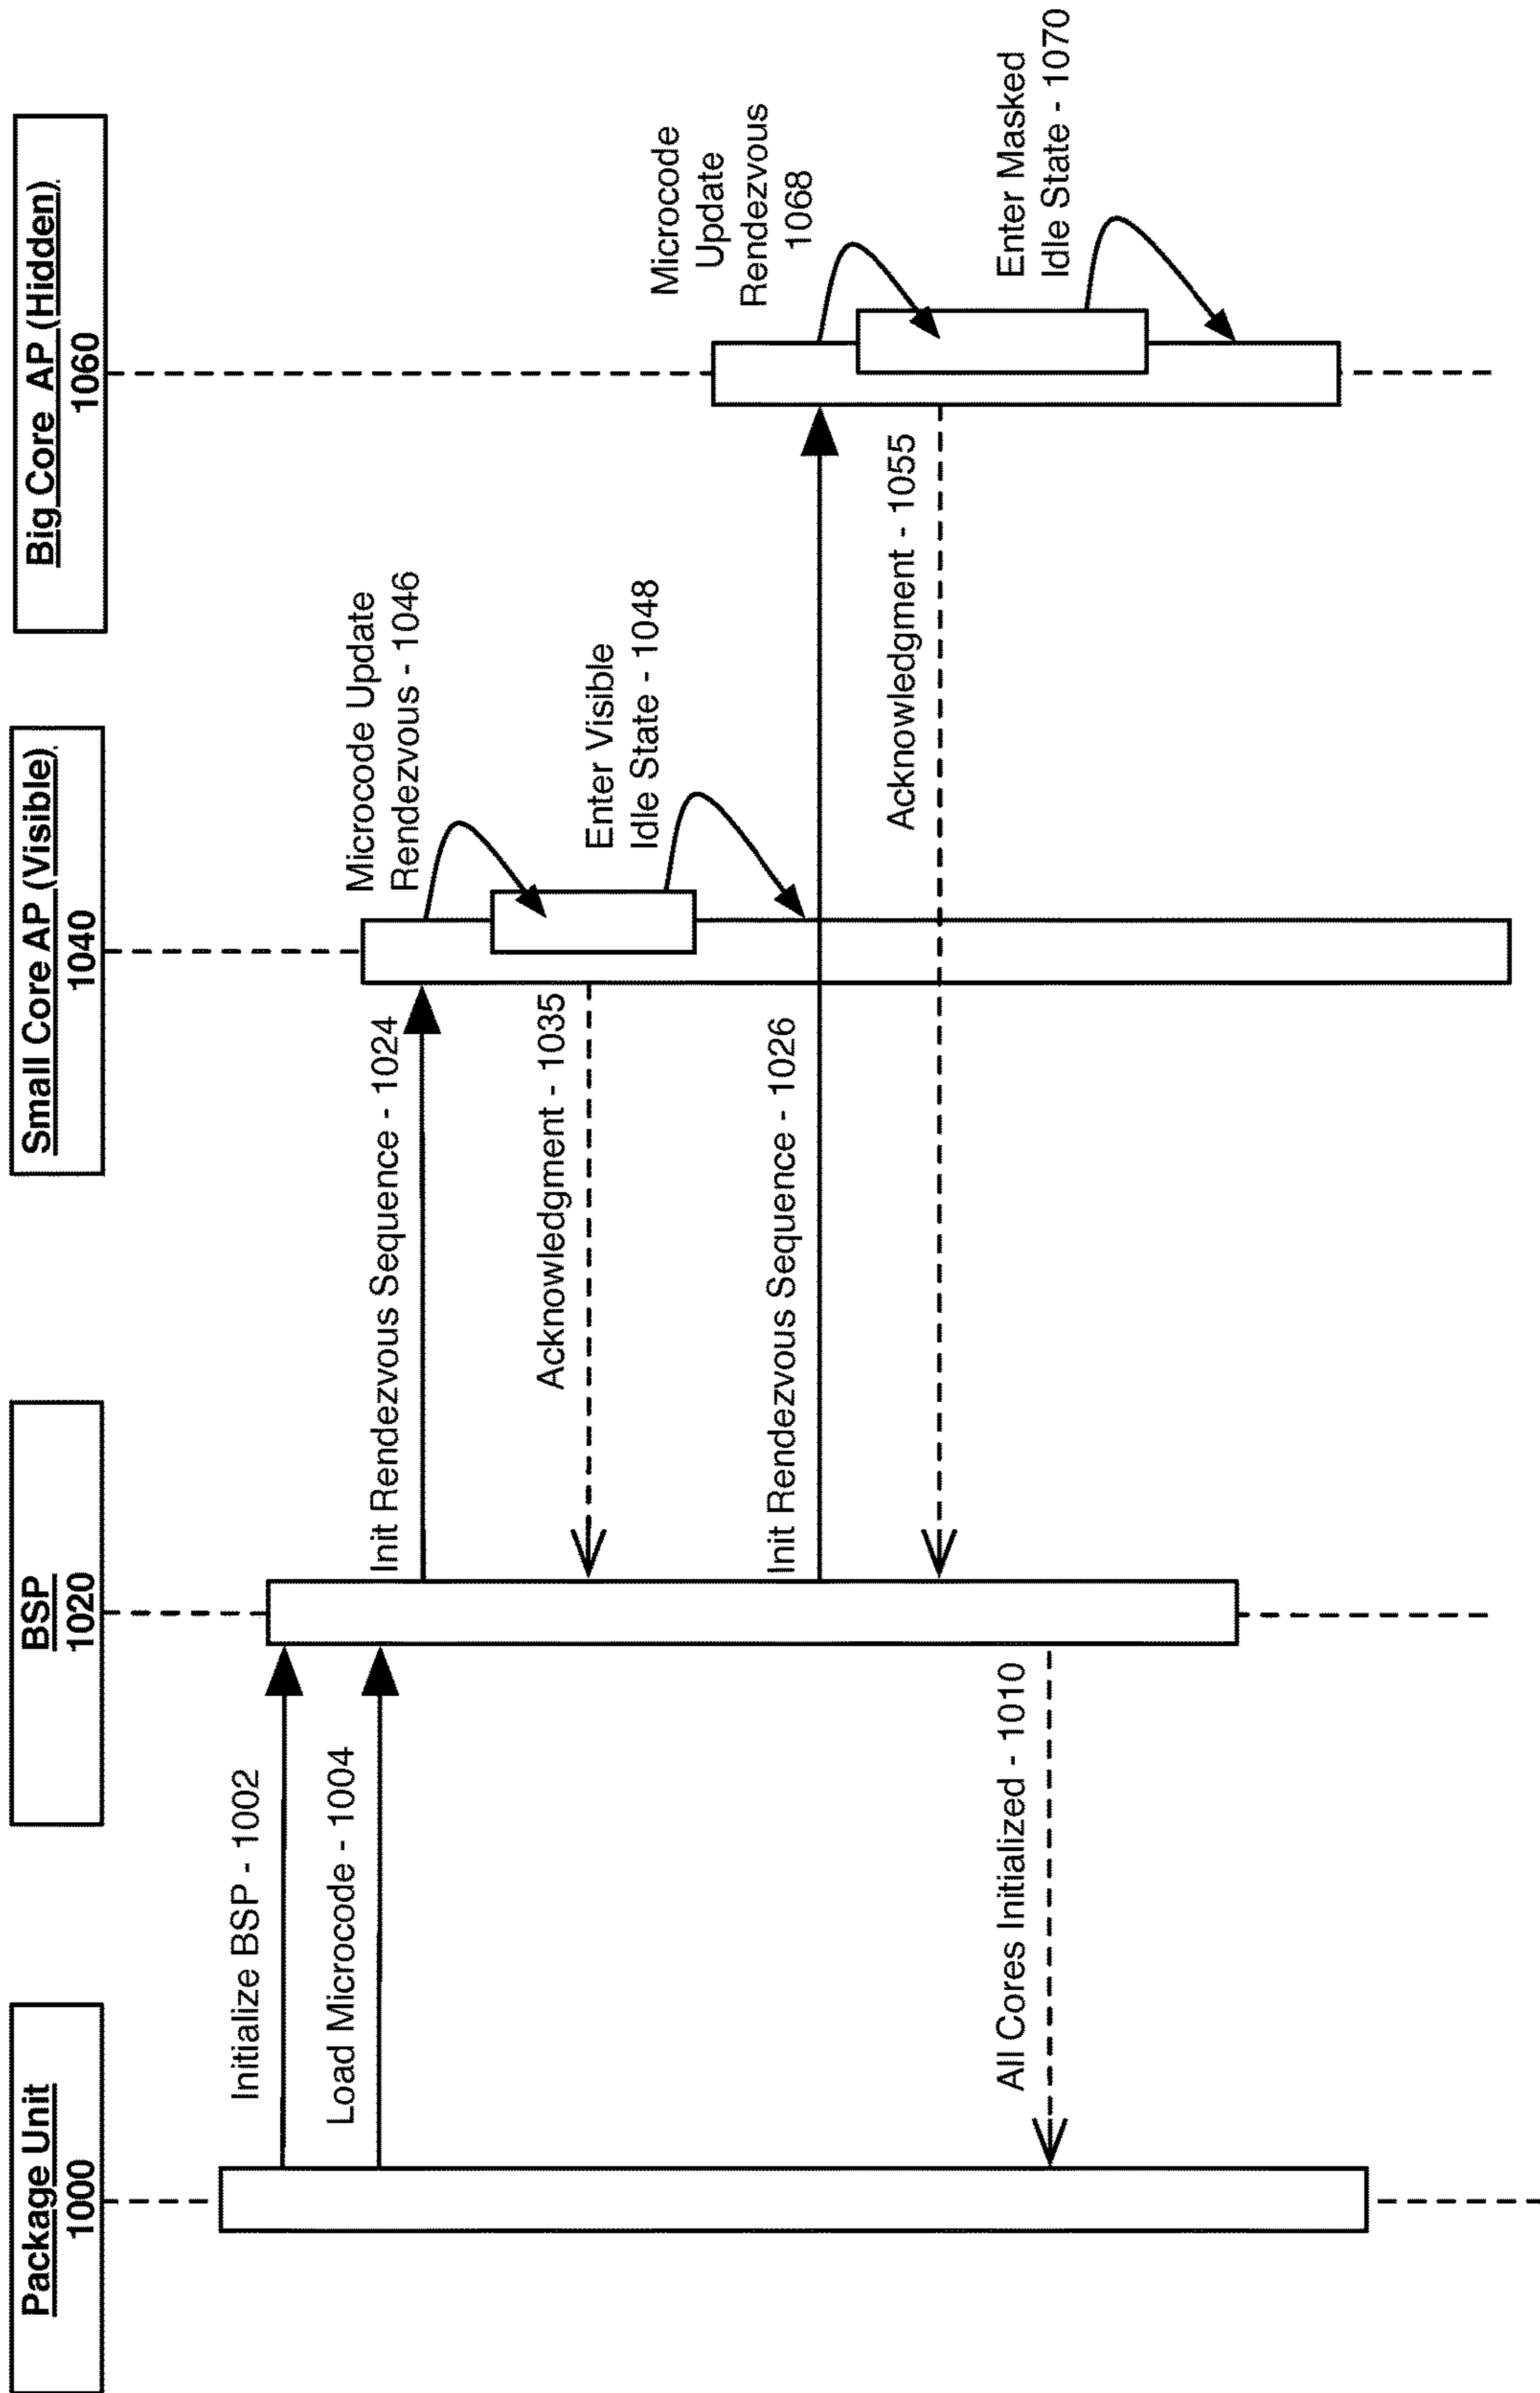 Package Unit
1000
BSP
1020
Small Core AP (Visible)
1040
Big Core AP (Hidden)
1060
Initialize BSP - 1002
Load Microcode - 1004
Init Rendezvous Sequence - 1024
Microcode Update
Rendezvous - 1046
Acknowledgment - 1035
Enter Visible
Idle State - 1048
Init Rendezvous Sequence - 1026
Microcode
Update
Rendezvous
1068
Acknowledgment - 1055
Enter Masked
Idle State - 1070
All Cores Initialized - 1010